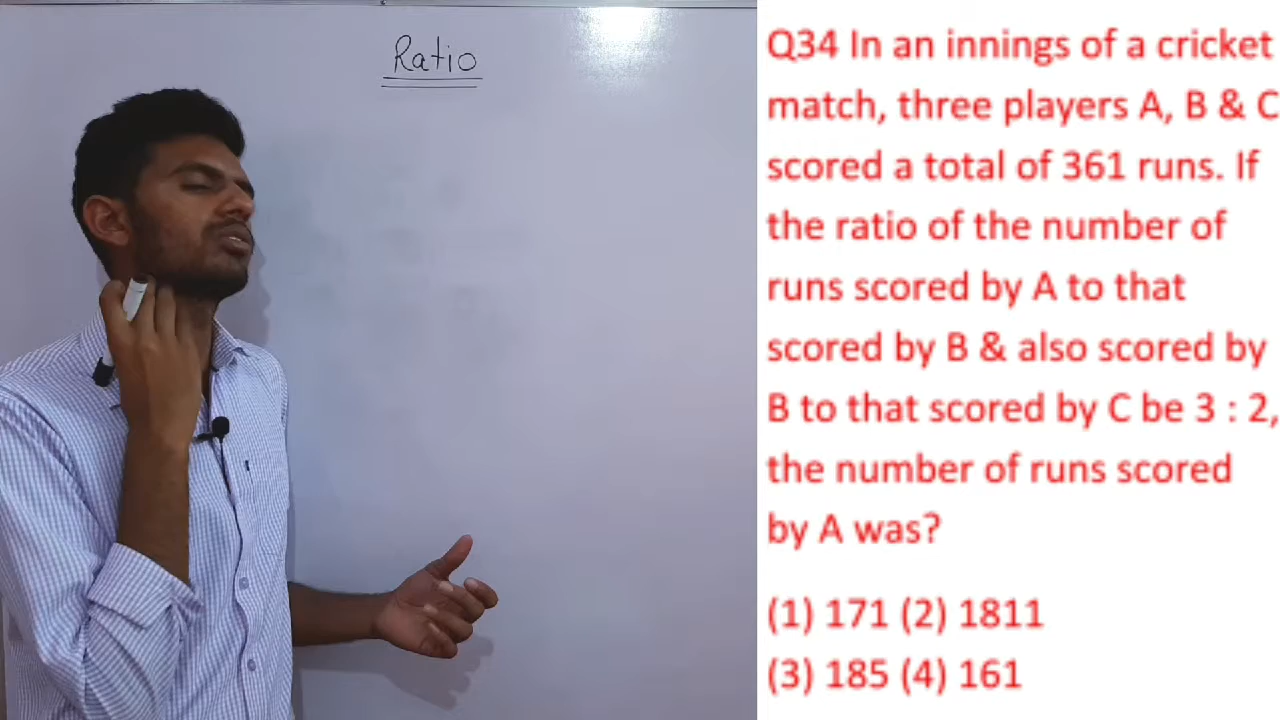 Ratio
Q34 In an innings of a cricket
match, three players A, B & C
scored a total of 361 runs. If
the ratio of the number of
runs scored by A to that
scored by B & also scored by
B to that scored by C be 3 : 2,
the number of runs scored
by A was?
(1) 171 (2) 1811
(3) 185 (4) 161